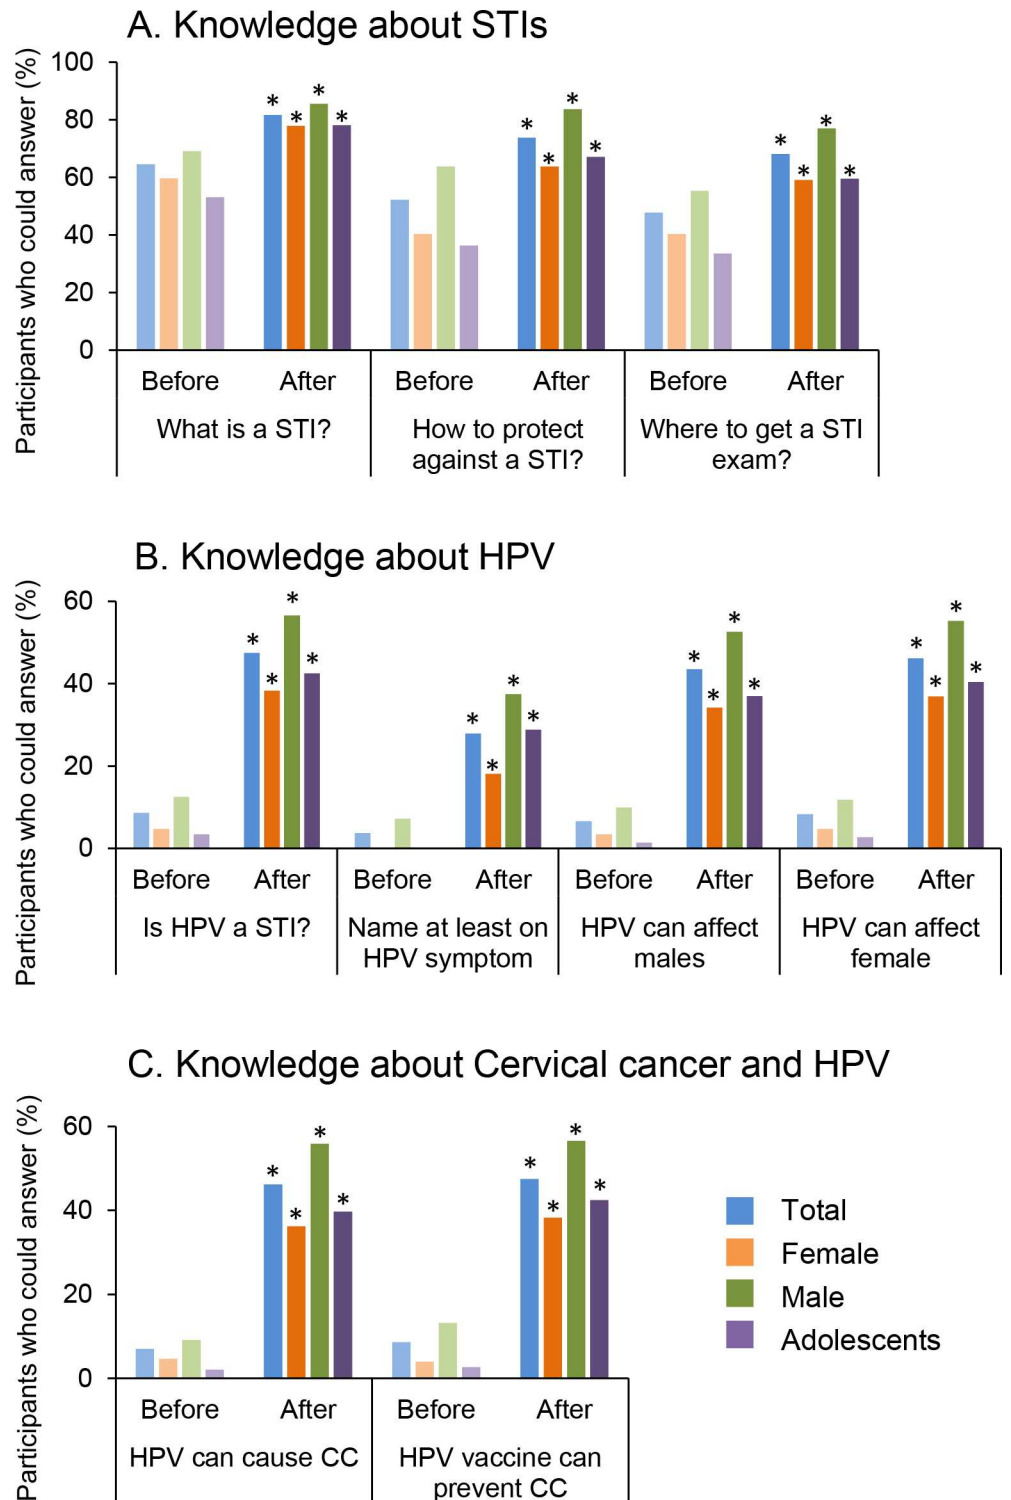 A. Knowledge about STIs
Participants who could answer (%)
100
80
60
40
20
0
* * * * * * * * * * * *
Before After Before After Before After
What is a STI? How to protect Where to get a STI
against a STI? exam?
B. Knowledge about HPV
Participants who could answer (%)
60
40
20
0
* * * * * * * * * * * * * * * *
Before After Before After Before After Before After
Is HPV a STI? Name at least on HPV can affect HPV can affect
HPV symptom males female
C. Knowledge about Cervical cancer and HPV
Participants who could answer (%)
60
40
20
0
* * * * * * * *
Before After Before After
HPV can cause CC HPV vaccine can
prevent CC
Total
Female
Male
Adolescents